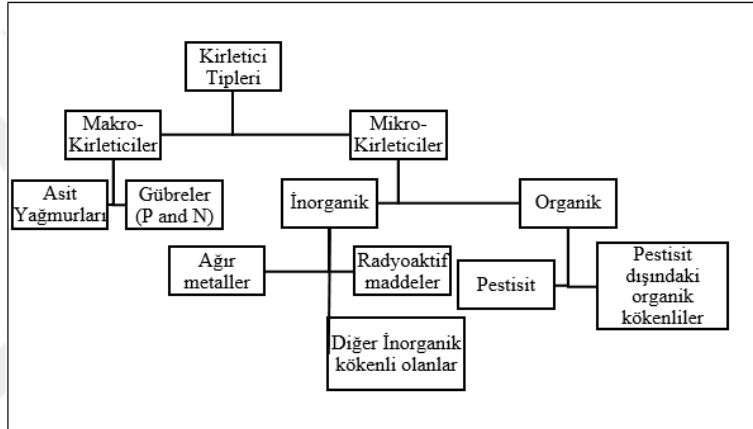 Kirletici
Tipleri
Makro-
Kirleticiler
Mikro-
Kirleticiler
Asit
Yağmurları
Gübreler
(P and N)
İnorganik
Organik
Ağır
metaller
Radyoaktif
maddeler
Pestisit
Pestisit
dışındaki
organik
kökenliler
Diğer İnorganik
kökenli olanlar